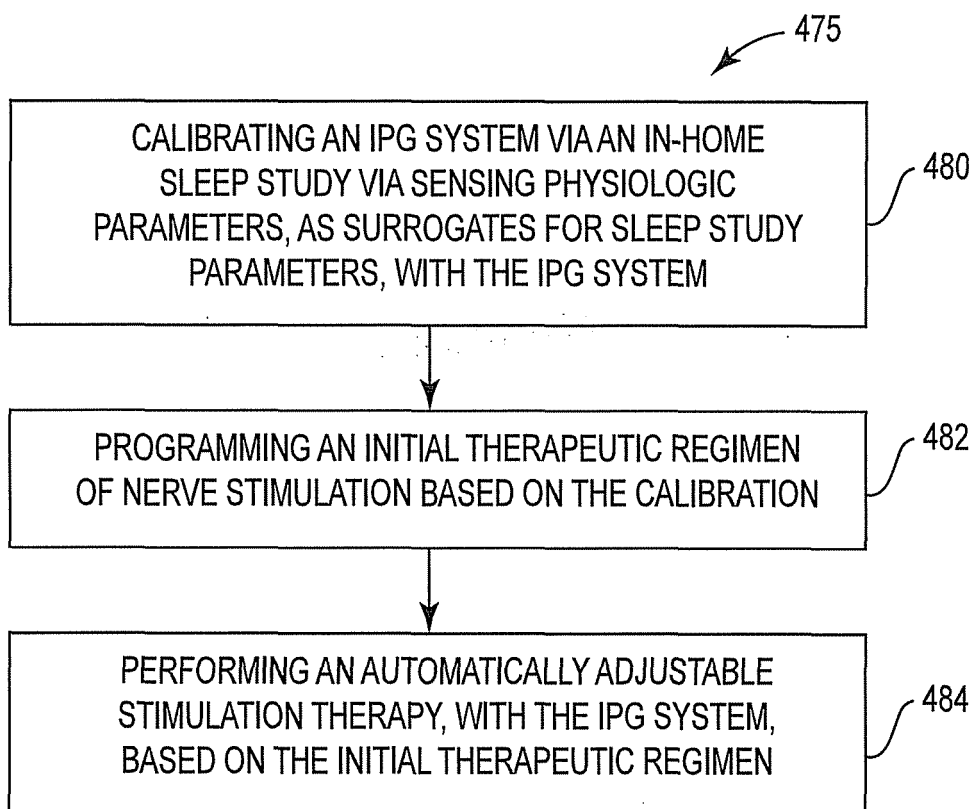 475
CALIBRATING AN IPG SYSTEM VIA AN IN-HOME
SLEEP STUDY VIA SENSING PHYSIOLOGIC
PARAMETERS, AS SURROGATES FOR SLEEP STUDY
PARAMETERS, WITH THE IPG SYSTEM
480
PROGRAMMING AN INITIAL THERAPEUTIC REGIMEN
OF NERVE STIMULATION BASED ON THE CALIBRATION
482
PERFORMING AN AUTOMATICALLY ADJUSTABLE
STIMULATION THERAPY, WITH THE IPG SYSTEM,
BASED ON THE INITIAL THERAPEUTIC REGIMEN
484